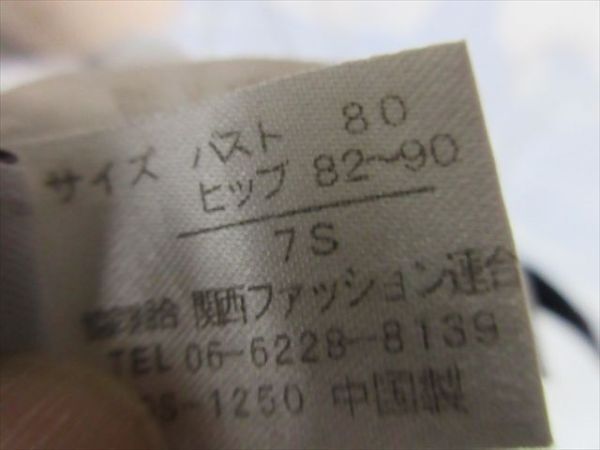 サイズ バスト 80
ヒップ 82〜90
7S
関西ファッション連合
TEL 06-6228-8139
S-1250 中国製